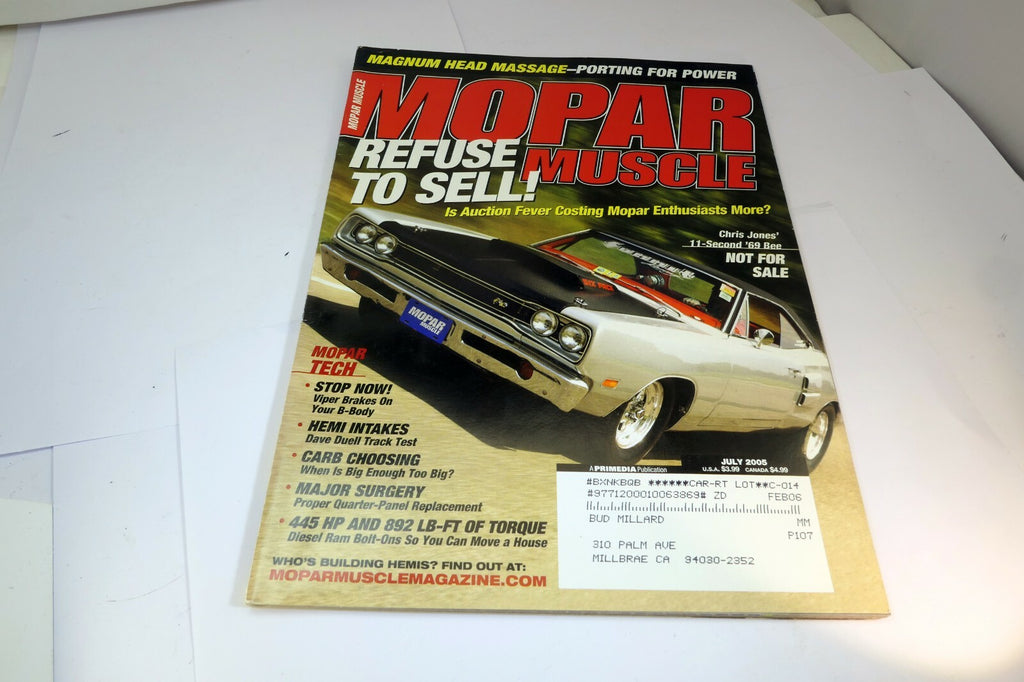 MAGNUM HEAD MASSAGE–PORTING FOR POWER
MOPAR MUSCLE
MOPAR
MUSCLE
REFUSE
TO SELL!
Is Auction Fever Costing Mopar Enthusiasts More?
Chris Jones'
11-Second '69 Bee
NOT FOR
SALE
SIX PACK
MOPAR
MUSCLE
MOPAR
TECH
• STOP NOW!
Viper Brakes On
Your B-Body
• HEMI INTAKES
Dave Duell Track Test
• CARB CHOOSING
When Is Big Enough Too Big?
• MAJOR SURGERY
Proper Quarter-Panel Replacement
• 445 HP AND 892 LB-FT OF TORQUE
Diesel Ram Bolt-Ons So You Can Move a House
WHO'S BUILDING HEMIS? FIND OUT AT:
MOPARMUSCLEMAGAZINE.COM
A PRIMEDIA Publication
JULY 2005
U.S.A. $3.99 CANADA $4.99
#BXNKBQB ******CAR-RT LOT**C-014
#9771200010063869# ZD FEB06
BUD MILLARD MM
P107
310 PALM AVE
MILLBRAE CA 94030-2352